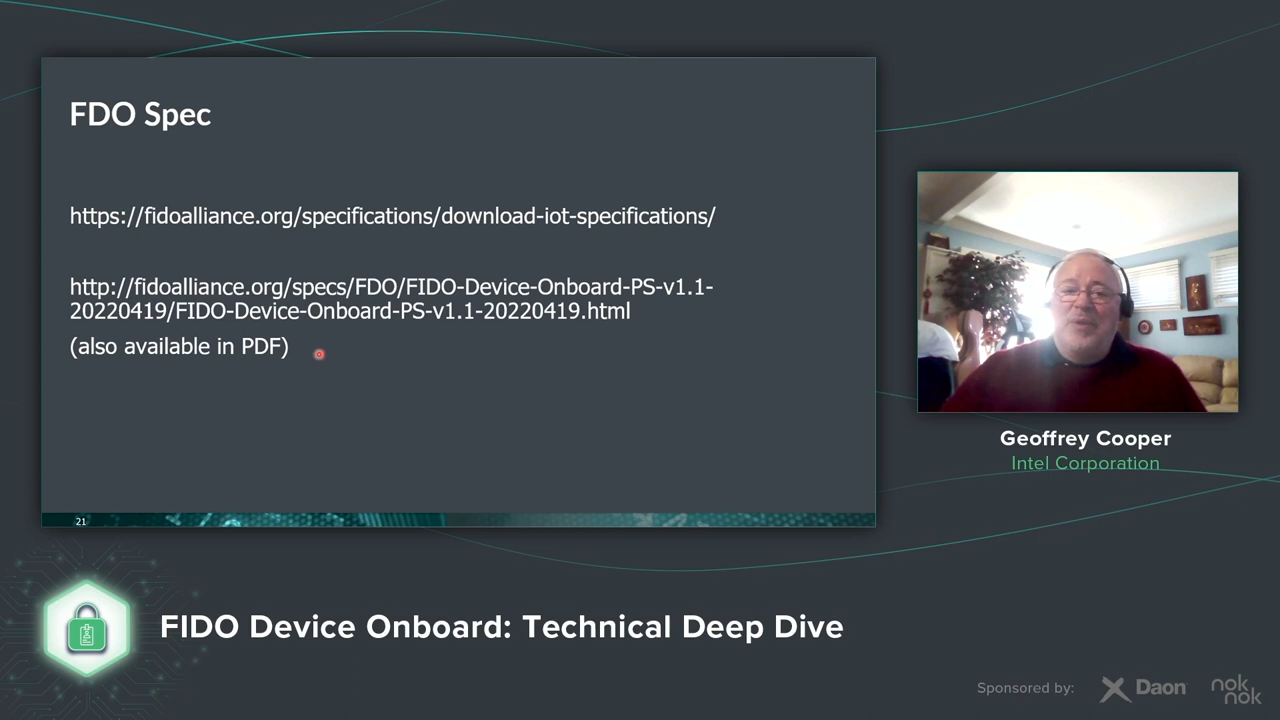 FDO Spec
https://fidoalliance.org/specifications/download-iot-specifications/
http://fidoalliance.org/specs/FDO/FIDO-Device-Onboard-PS-v1.1-
20220419/FIDO-Device-Onboard-PS-v1.1-20220419.html
(also available in PDF)
21
Geoffrey Cooper
Intel Corporation
FIDO Device Onboard: Technical Deep Dive
Sponsored by:
Daon
nok
nok